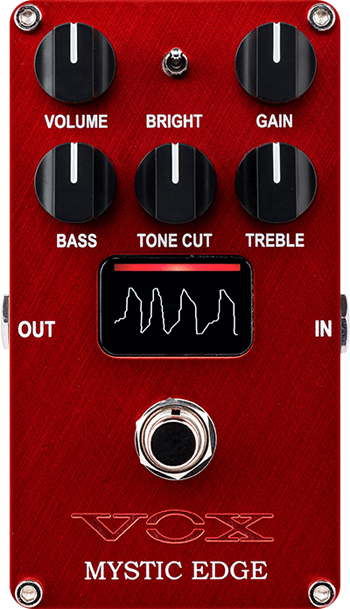 VOLUME BRIGHT GAIN
BASS TONE CUT TREBLE
OUT IN
VOX
MYSTIC EDGE